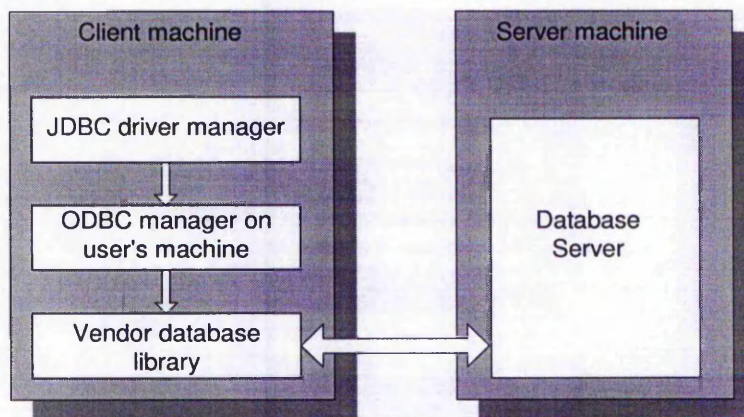 Client machine
JDBC driver manager
ODBC manager on
user's machine
Vendor database
library
Server machine
Database
Server